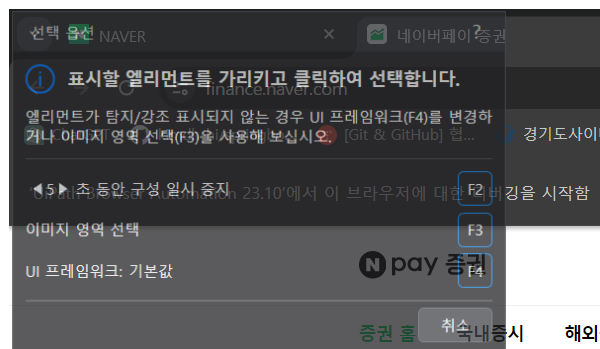 선택 옵션
?
NAVER
네이버페이 증권
표시할 엘리먼트를 가리키고 클릭하여 선택합니다.
finance.naver.com
엘리먼트가 탐지/강조 표시되지 않는 경우 UI 프레임워크(F4)를 변경하
거나 이미지 영역 선택(F3)을 사용해 보십시오.
[Git & GitHub] 협...
경기도사이
5 초 동안 구성 일시 중지
F2
Browser Automation 23.10'에서 이 브라우저에 대한 디버깅을 시작함
이미지 영역 선택
F3
N pay 증권
UI 프레임워크: 기본값
F4
취소
증권 홈
국내증시
해외